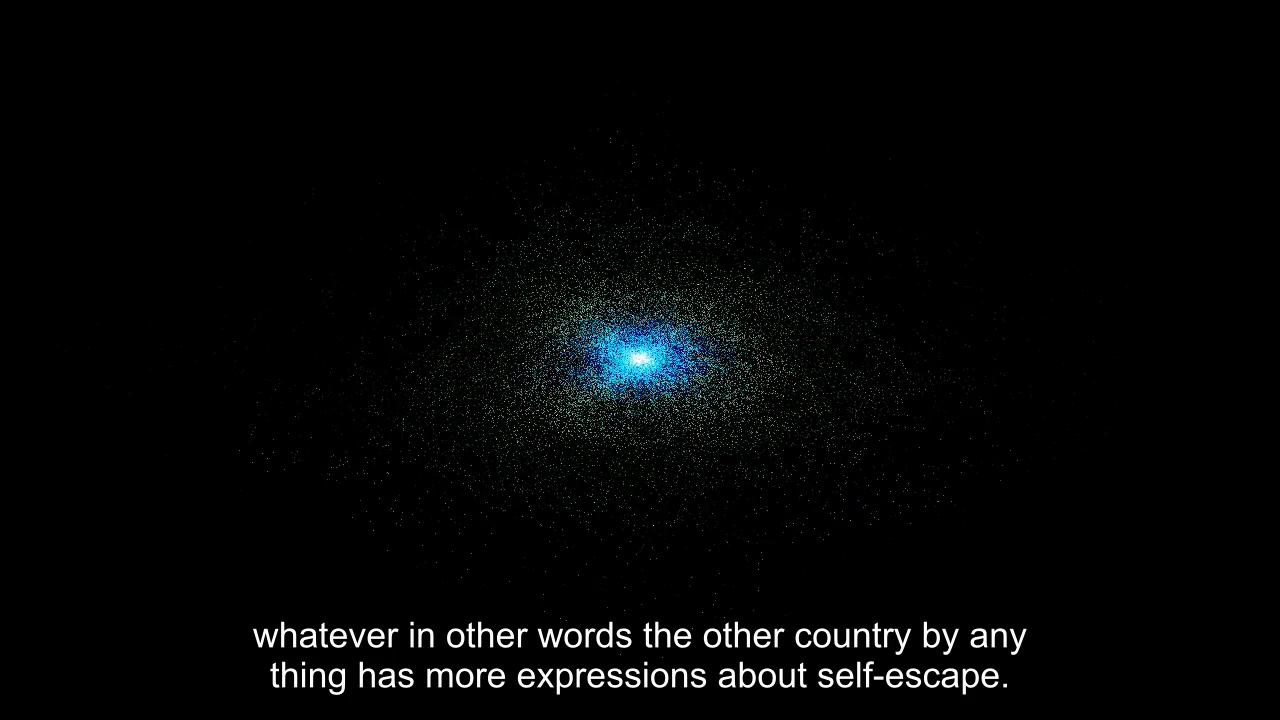 whatever in other words the other country by any
thing has more expressions about self-escape.